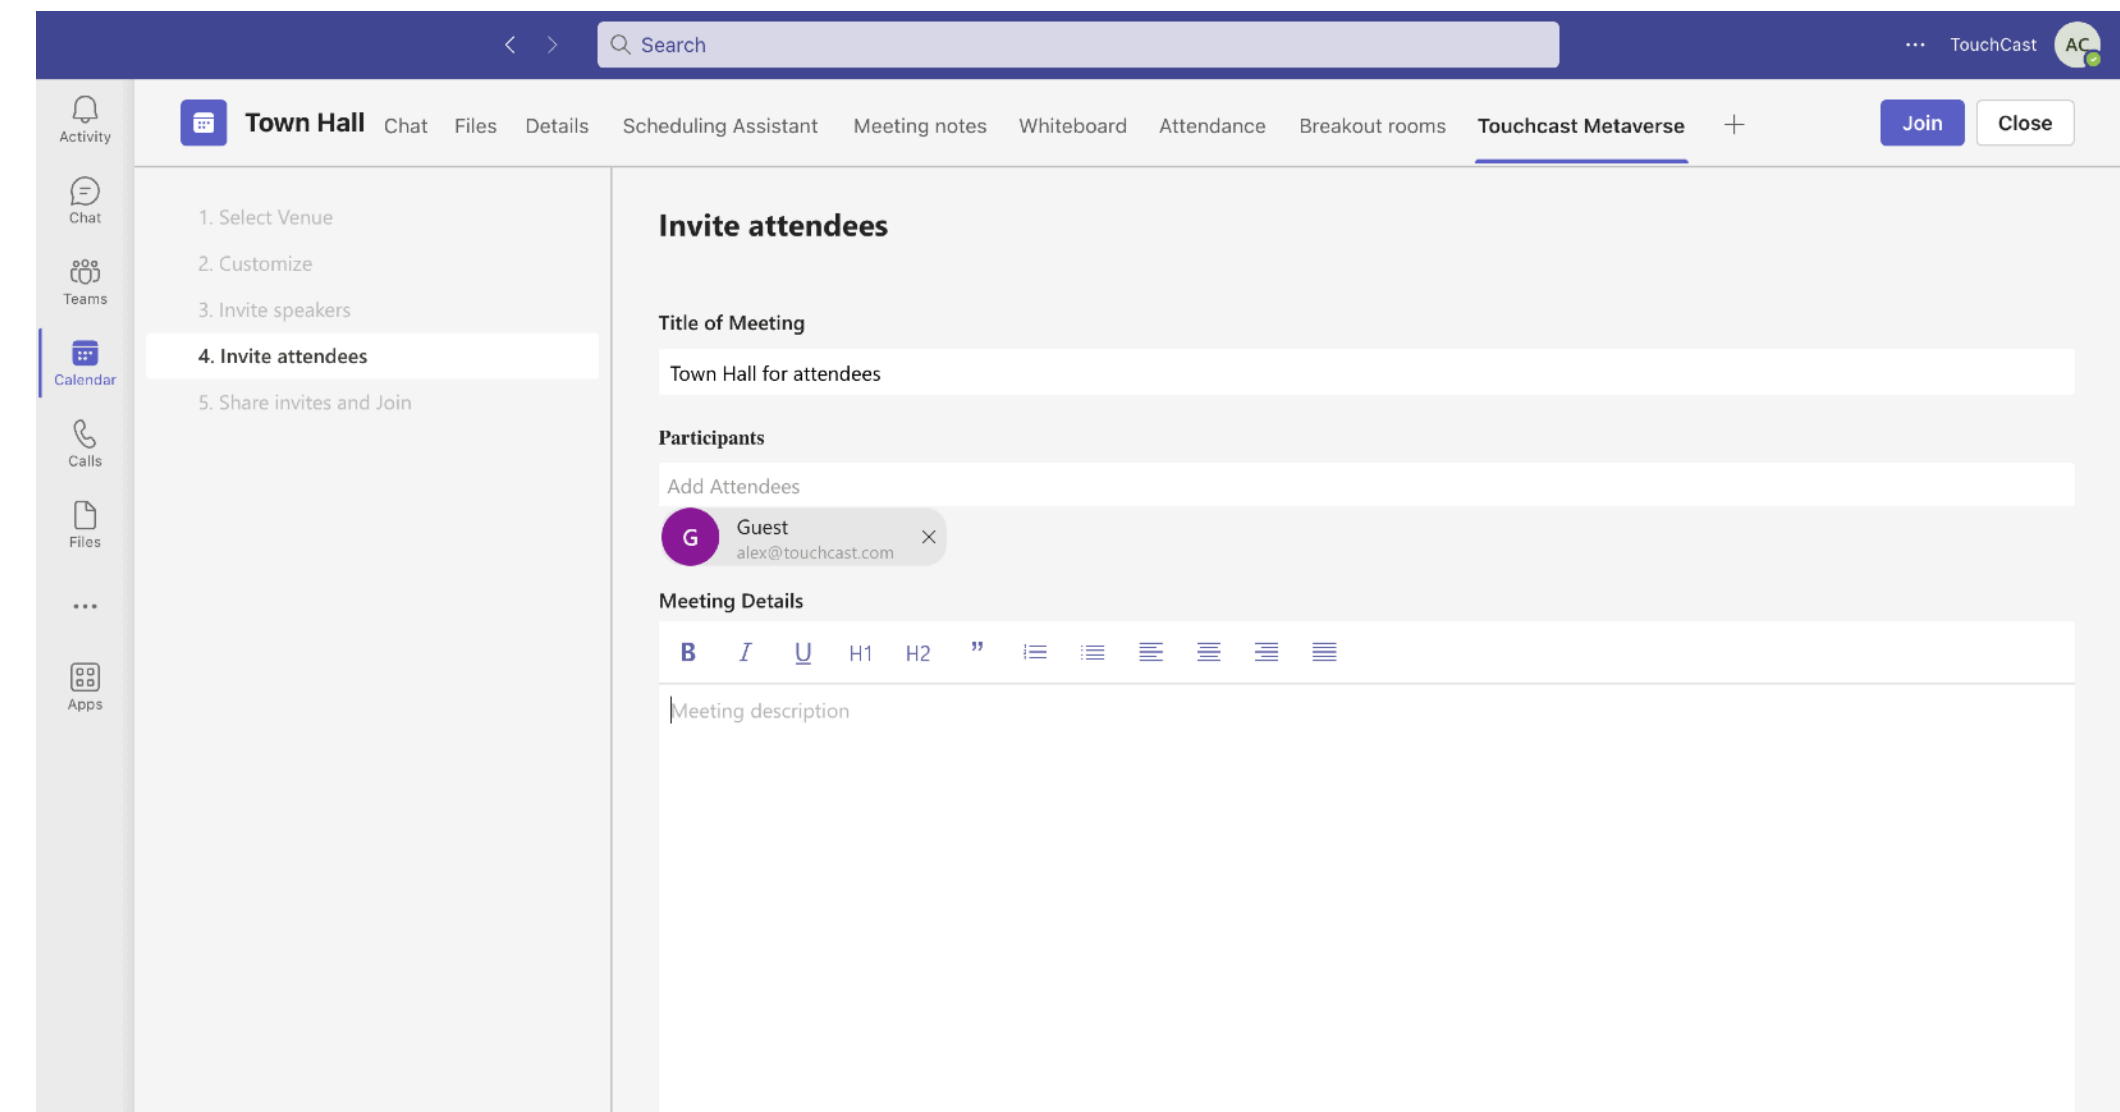 Search
TouchCast
AC
Activity
Chat
Teams
Calendar
Calls
Files
Apps
Town Hall Chat Files Details Scheduling Assistant Meeting notes Whiteboard Attendance Breakout rooms Touchcast Metaverse
Join
Close
1. Select Venue
2. Customize
3. Invite speakers
4. Invite attendees
5. Share invites and Join
Invite attendees
Title of Meeting
Town Hall for attendees
Participants
Add Attendees
G
Guest
alex@touchcast.com
Meeting Details
B I U H1 H2 ”
Meeting description